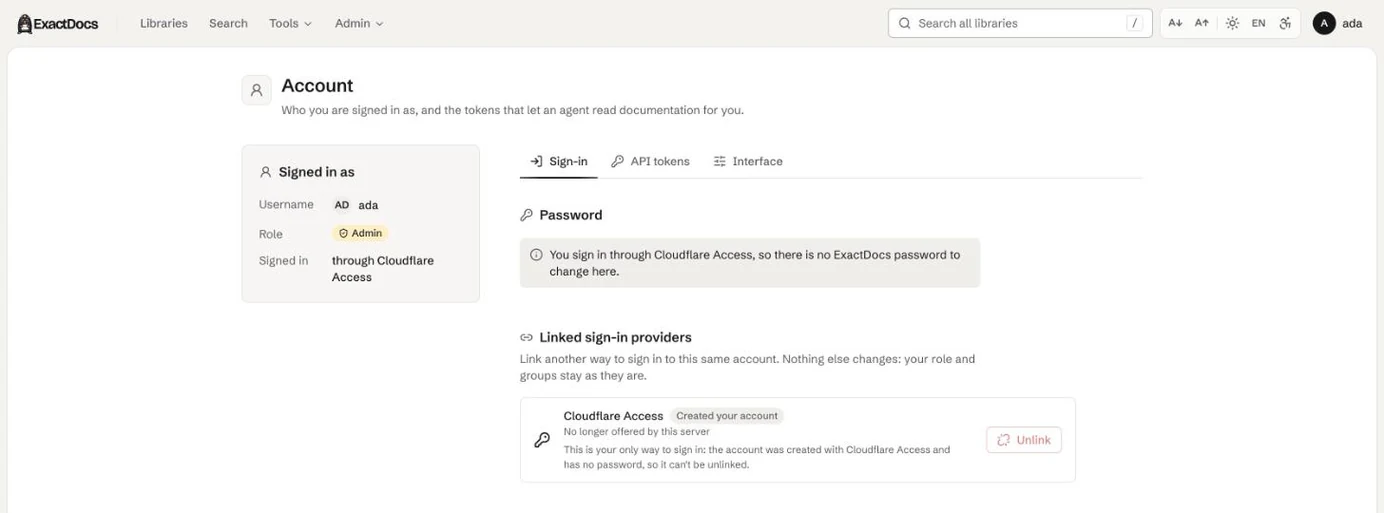 ExactDocs
Libraries
Search
Tools
Admin
Search all libraries
/
A↓
A↑
EN
A
ada
Account
Who you are signed in as, and the tokens that let an agent read documentation for you.
Signed in as
Username
AD
ada
Role
Admin
Signed in
through Cloudflare
Access
Sign-in
API tokens
Interface
Password
You sign in through Cloudflare Access, so there is no ExactDocs password to
change here.
Linked sign-in providers
Link another way to sign in to this same account. Nothing else changes: your role and
groups stay as they are.
Cloudflare Access
Created your account
No longer offered by this server
This is your only way to sign in: the account was created with Cloudflare Access and
has no password, so it can't be unlinked.
Unlink